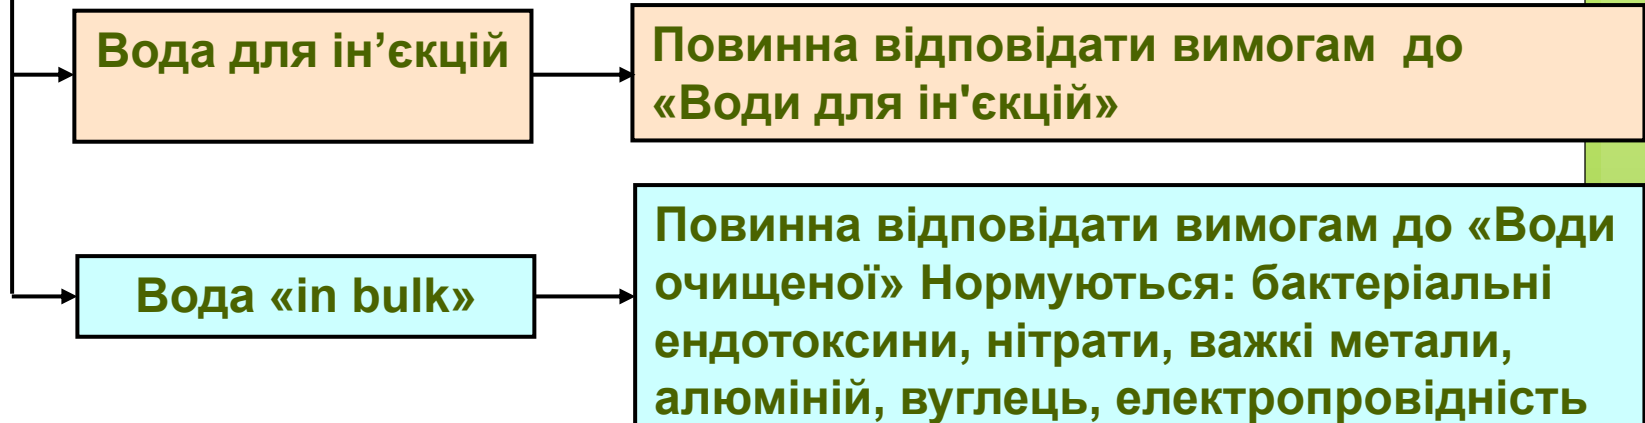 Вода для ін’єкцій
Повинна відповідати вимогам до
«Води для ін'єкцій»
Вода «in bulk»
Повинна відповідати вимогам до «Води
очищеної» Нормуються: бактеріальні
ендотоксини, нітрати, важкі метали,
алюміній, вуглець, електропровідність